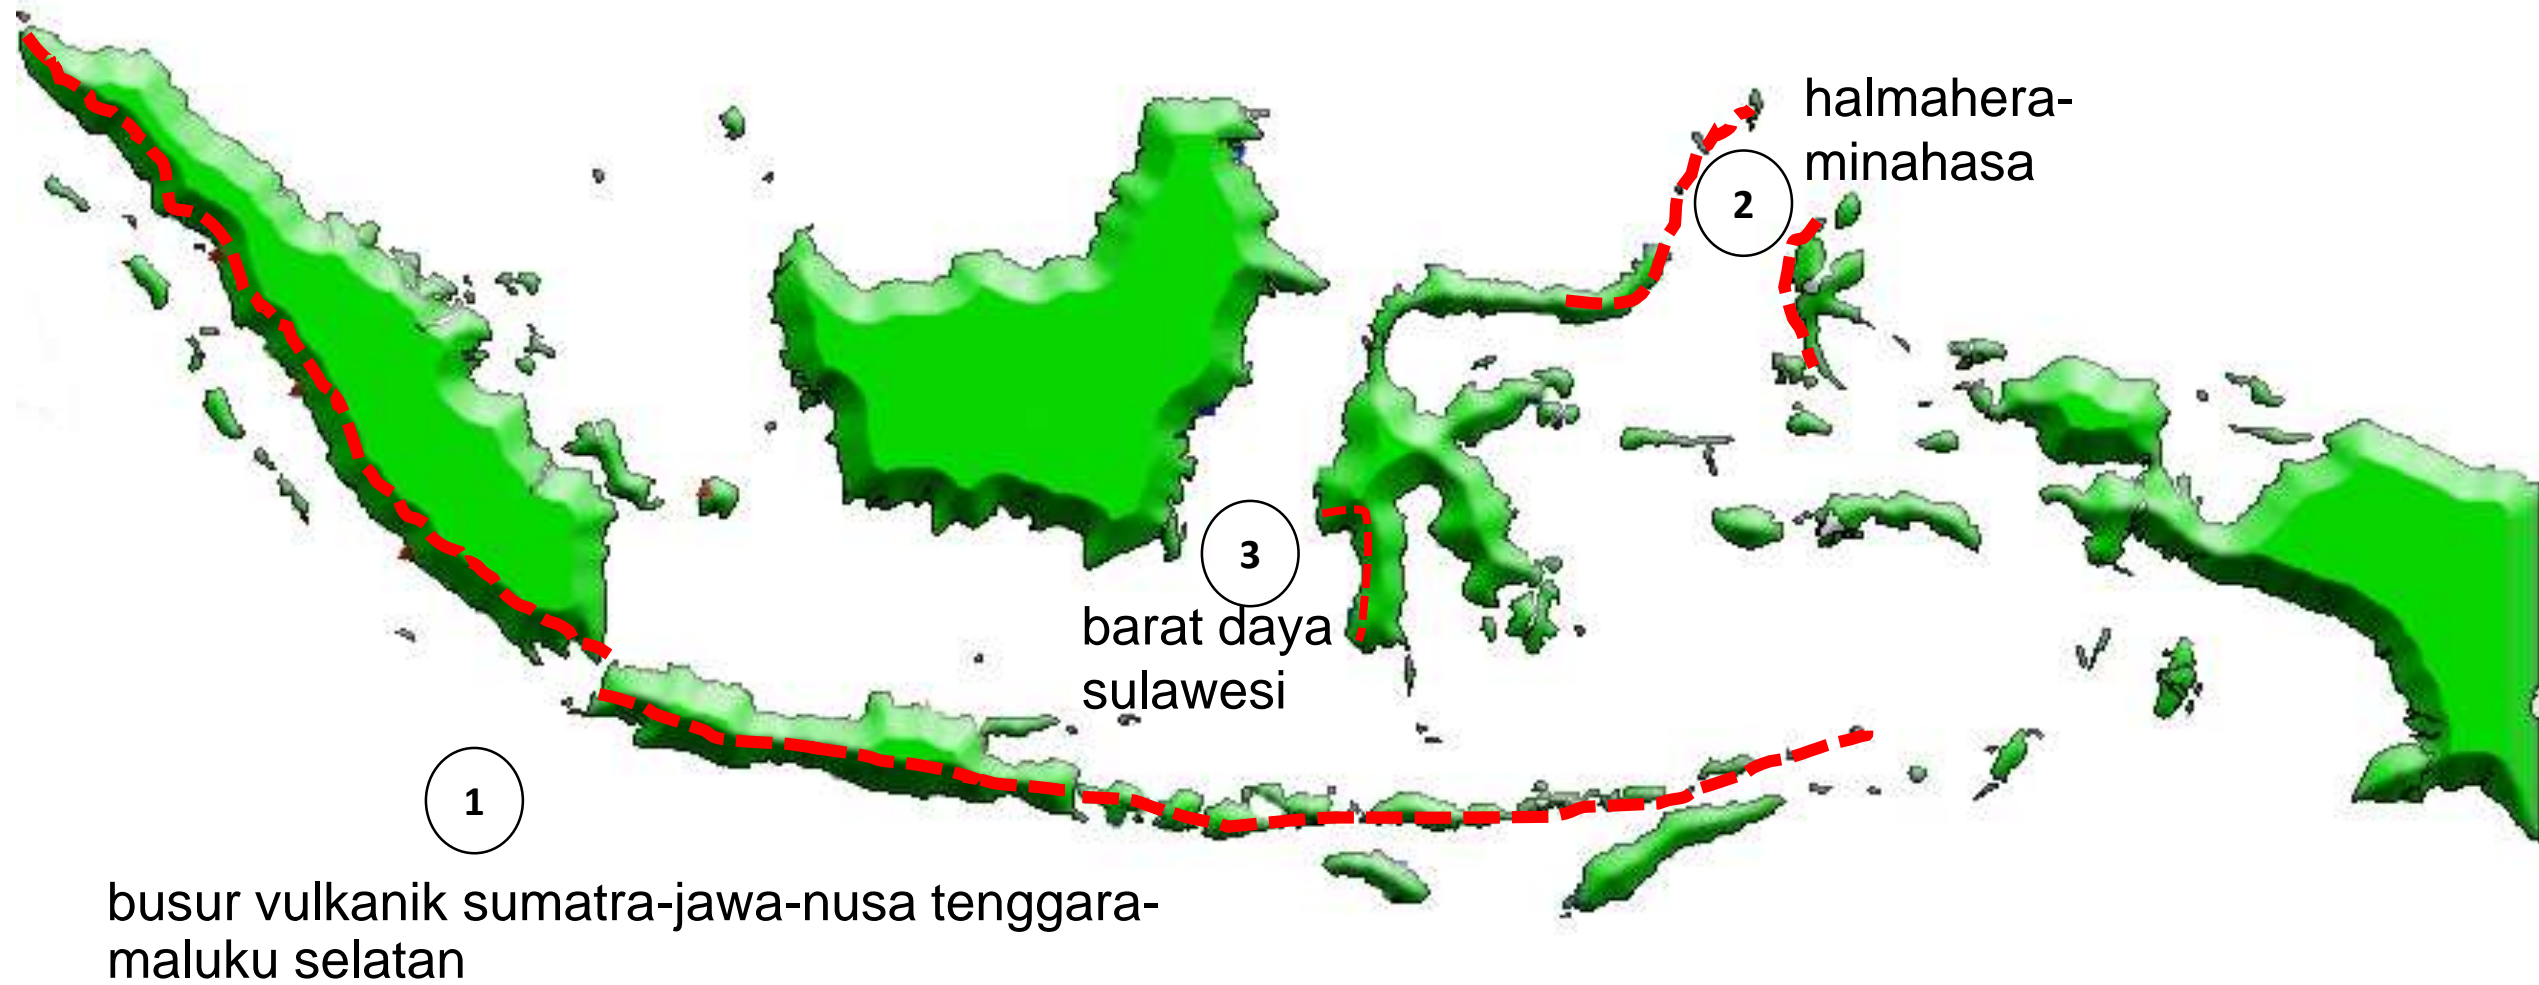 halmahera-
minahasa
2
3
barat daya
sulawesi
1
busur vulkanik sumatra-jawa-nusa tenggara-
maluku selatan